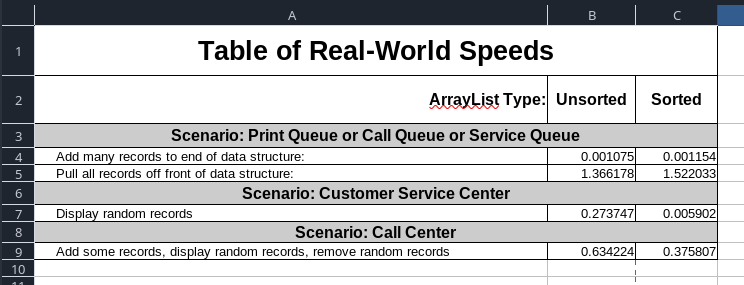 A B C
1 Table of Real-World Speeds
2 ArrayList Type: Unsorted Sorted
3 Scenario: Print Queue or Call Queue or Service Queue
4 Add many records to end of data structure: 0.001075 0.001154
5 Pull all records off front of data structure: 1.366178 1.522033
6 Scenario: Customer Service Center
7 Display random records 0.273747 0.005902
8 Scenario: Call Center
9 Add some records, display random records, remove random records 0.634224 0.375807
10
11